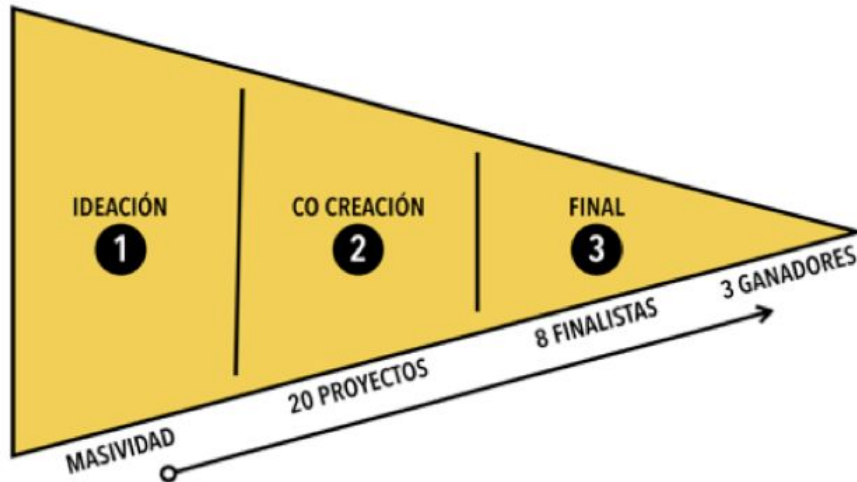 IDEACIÓN
1
CO CREACIÓN
2
FINAL
3
MASIVIDAD
20 PROYECTOS
8 FINALISTAS
3 GANADORES